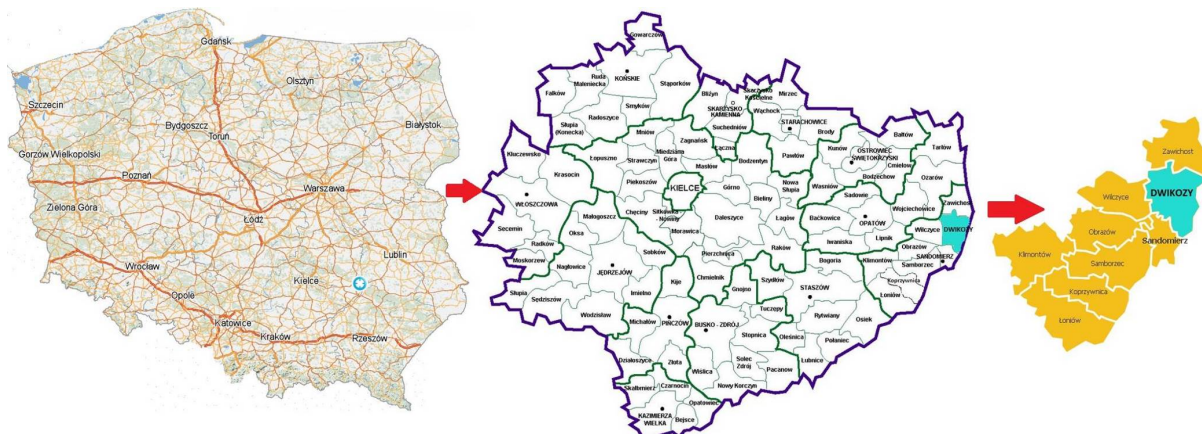 Gdańsk
Olsztyn
Szczecin
Bydgoszcz
Toruń
Białystok
Gorzów Wielkopolski
Poznań
Warszawa
Zielona Góra
Łódź
Wrocław
Lublin
Opole
Kielce
Katowice
Kraków
Rzeszów
Gowarczów
KOŃSKIE
Ruda
Maleniecka
Stąporków
Fałków
Smyków
Radoszyce
Słupia
(Konecka)
Bliżyn
Skarżysko
Kościelne
Mirzec
SKARŻYSKO
KAMIENNA
Wąchock
STARACHOWICE
Suchedniów
Brody
Bałtów
Kluczewsko
Mniów
Zagnańsk
Łączna
Kunów
OSTROWIEC
ŚWIĘTOKRZYSKI
Tarłów
Łopuszno
Strawczyn
Miedziana
Góra
Masłów
Bodzentyn
Pawłów
Ćmielów
Bodzechów
Krasocin
Piekoszów
KIELCE
Górno
Nowa
Słupia
Waśniów
Sadowie
Ożarów
WŁOSZCZOWA
Małogoszcz
Chęciny
Sitkówka
- Nowiny
Bieliny
Łagów
Baćkowice
OPATÓW
Wojciechowice
Zawichost
Secemin
Oksa
Morawica
Daleszyce
Iwaniska
Lipnik
Wilczyce
DWIKOZY
Radków
Sobków
Pierzchnica
Raków
Obrazów
SANDOMIERZ
Moskorzew
Nagłowice
JĘDRZEJÓW
Chmielnik
Bogoria
Klimontów
Samborzec
Koprzywnica
Słupia
Sędziszów
Imielno
Kije
Gnojno
Szydłów
STASZÓW
Łoniów
Wodzisław
Michałów
PIŃCZÓW
BUSKO - ZDRÓJ
Tuczępy
Rytwiany
Osiek
Stopnica
Oleśnica
Połaniec
Działoszyce
Złota
Wiślica
Solec
Zdrój
Pacanów
Łubnice
Skalbmierz
Czarnocin
Nowy Korczyn
Opatowiec
KAZIMIERZA
WIELKA
Bejsce
Zawichost
DWIKOZY
Wilczyce
Obrazów
Sandomierz
Klimontów
Samborzec
Koprzywnica
Łoniów